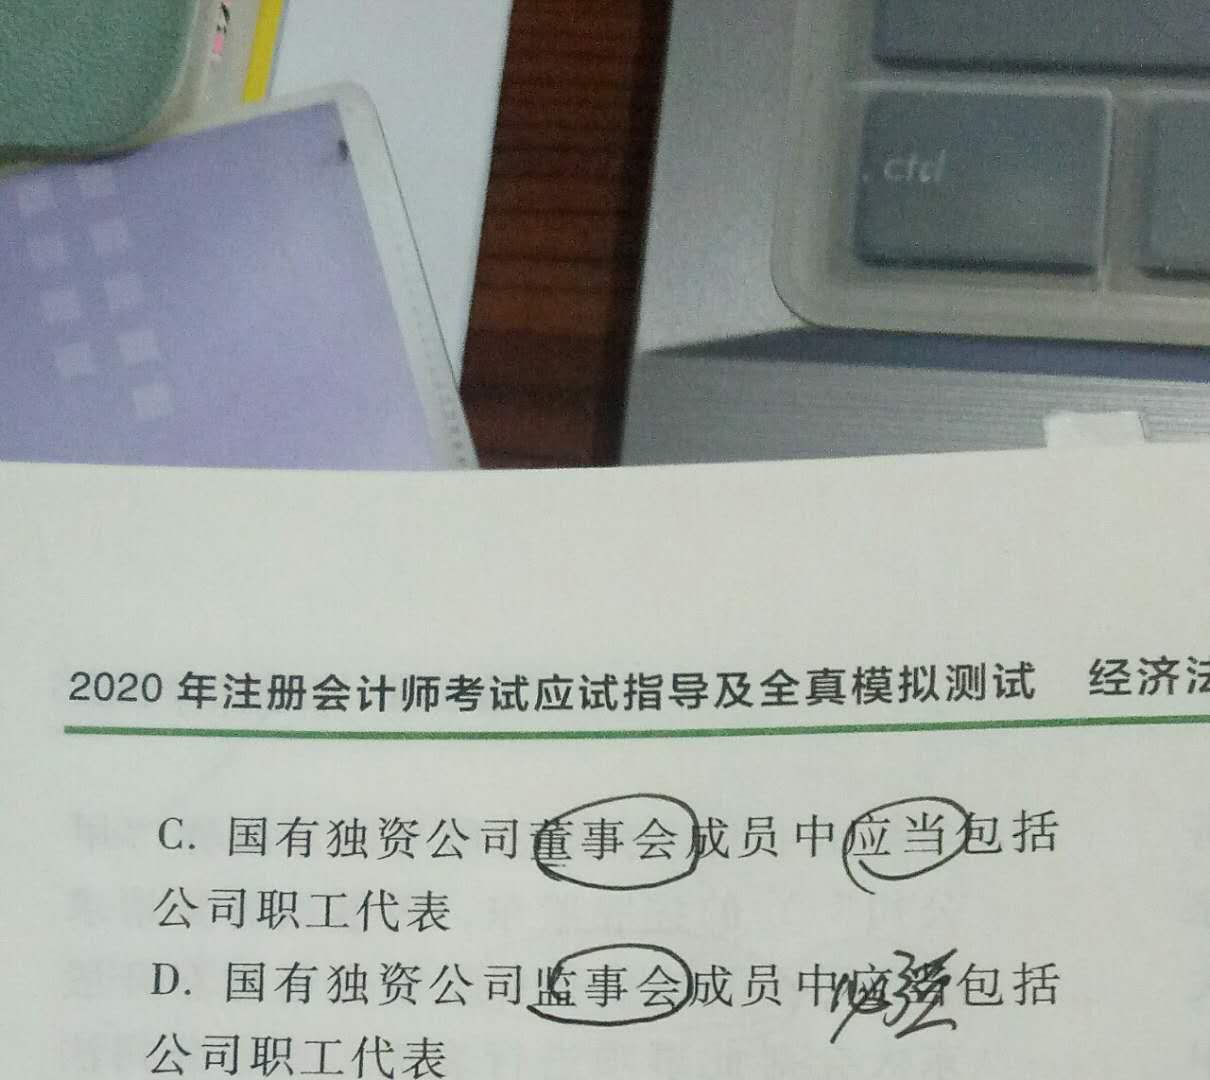 ctrl
2020 年注册会计师考试应试指导及全真模拟测试 经济法
C. 国有独资公司董事会成员中应当包括
公司职工代表
D. 国有独资公司监事会成员中应当包括
公司职工代表